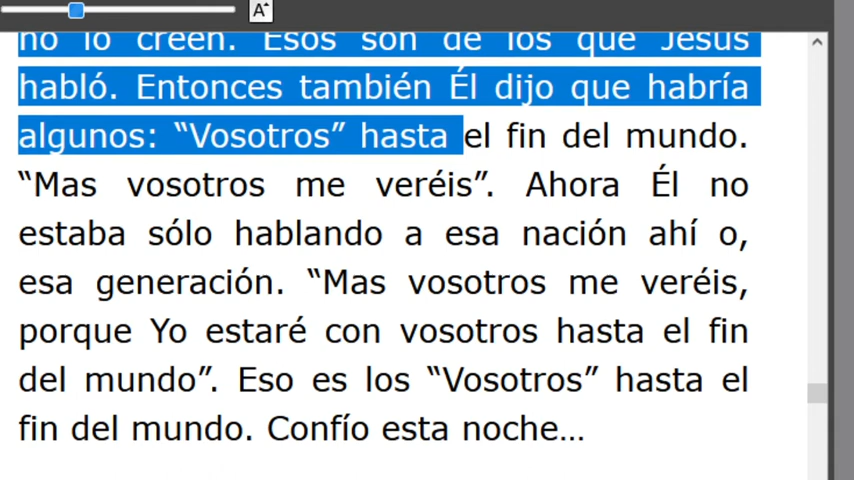 A
no lo creen. Esos son de los que Jesús
habló. Entonces también Él dijo que habría
algunos: “Vosotros” hasta el fin del mundo.
“Mas vosotros me veréis”. Ahora Él no
estaba sólo hablando a esa nación ahí o,
esa generación. “Mas vosotros me veréis,
porque Yo estaré con vosotros hasta el fin
del mundo”. Eso es los “Vosotros” hasta el
fin del mundo. Confío esta noche...